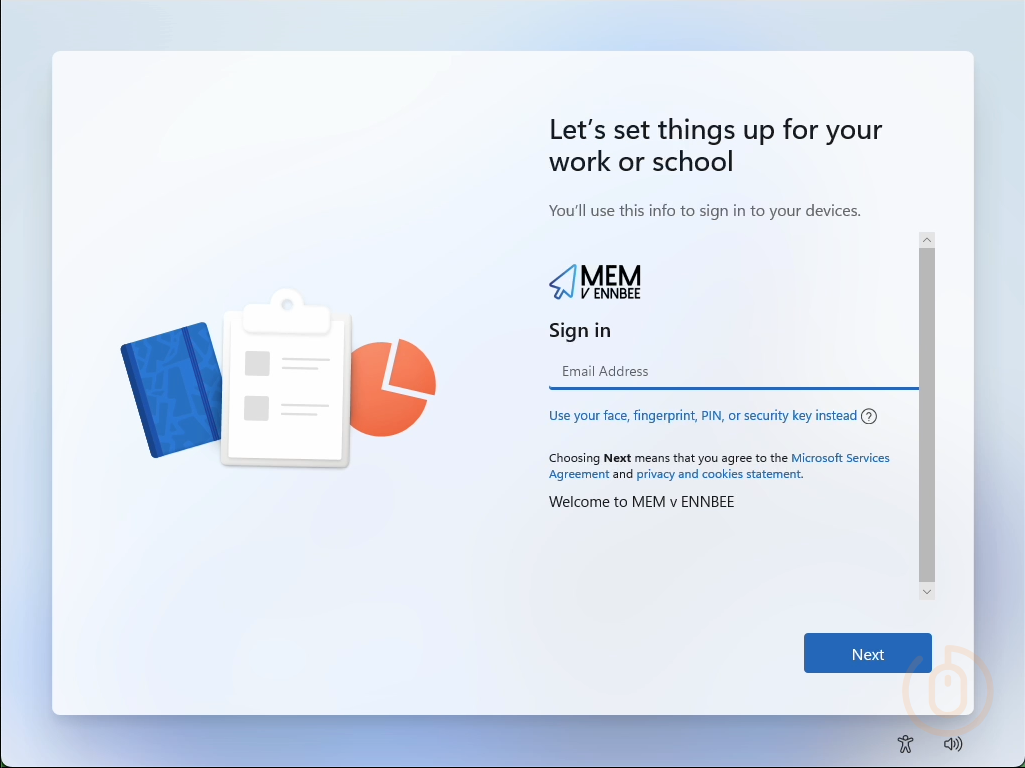 Let’s set things up for your
work or school
You’ll use this info to sign in to your devices.
MEM
V ENNBEE
Sign in
Email Address
Use your face, fingerprint, PIN, or security key instead ?
Choosing Next means that you agree to the Microsoft Services
Agreement and privacy and cookies statement.
Welcome to MEM v ENNBEE
Next